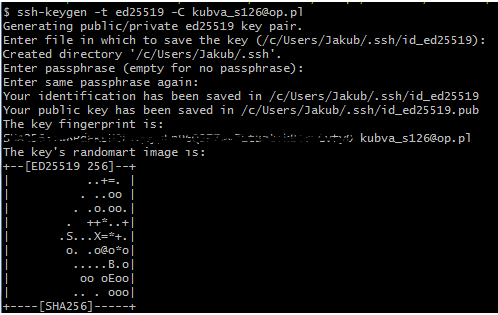 $ ssh-keygen -t ed25519 -C kubva_s126@op.pl
Generating public/private ed25519 key pair.
Enter file in which to save the key (/c/Users/Jakub/.ssh/id_ed25519):
Created directory '/c/Users/Jakub/.ssh'.
Enter passphrase (empty for no passphrase):
Enter same passphrase again:
Your identification has been saved in /c/Users/Jakub/.ssh/id_ed25519
Your public key has been saved in /c/Users/Jakub/.ssh/id_ed25519.pub
The key fingerprint is:
kubva_s126@op.pl
The key's randomart image is:
+--[ED25519 256]--+
|          ..+=.  |
|         . ..oo  |
|        . .o.oo. |
|       .  ++*..+ |
|      .S...X=*+. |
|       o. .o@o*o |
|        .....B.o |
|         oo oEoo |
|        .. . ooo |
+----[SHA256]-----+